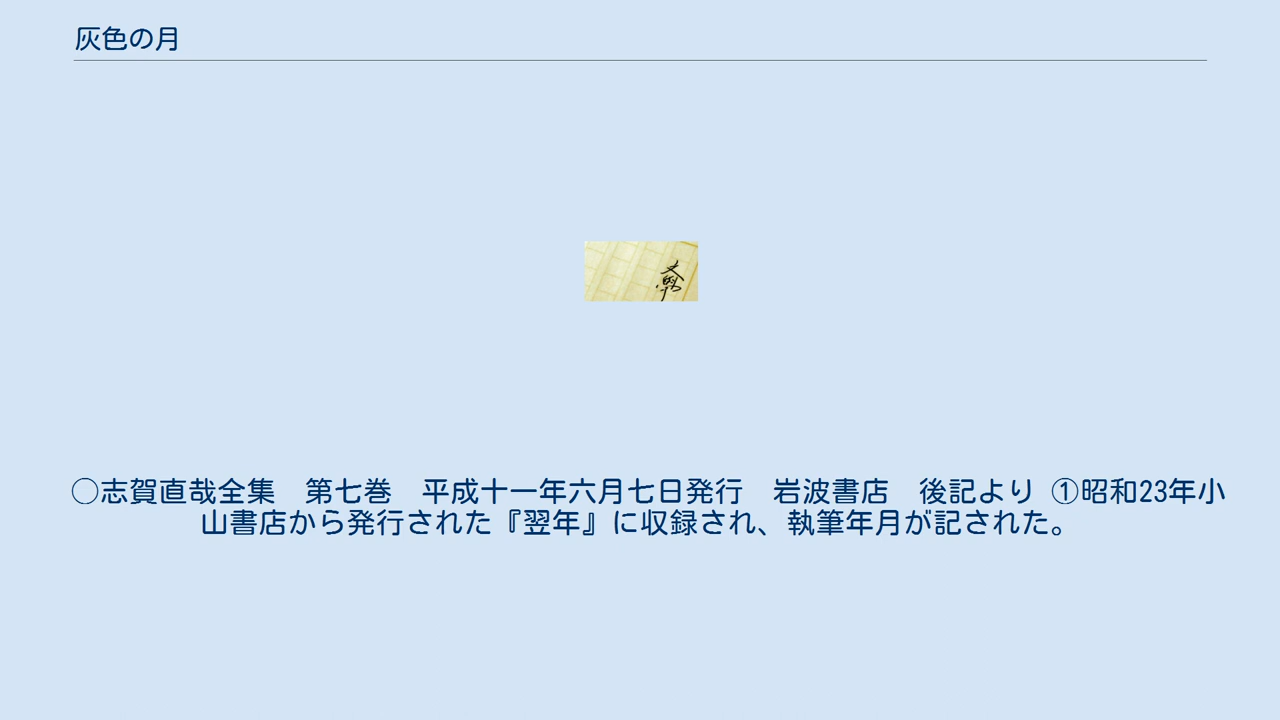 灰色の月
◯志賀直哉全集　第七巻　平成十一年六月七日発行　岩波書店　後記より ①昭和23年小
山書店から発行された『翌年』に収録され、執筆年月が記された。